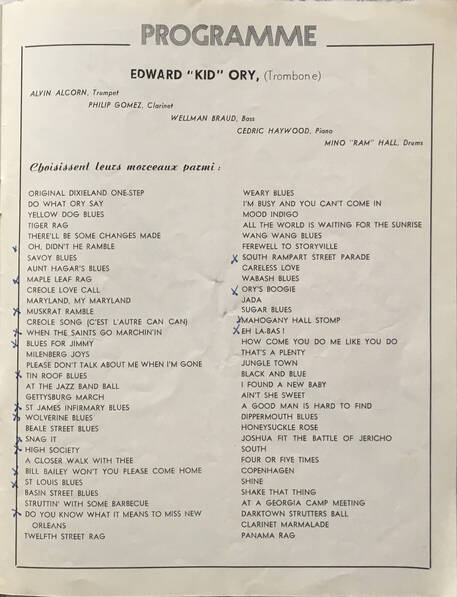 PROGRAMME
EDWARD "KID" ORY, (Trombone)
ALVIN ALCORN, Trumpet
PHILIP GOMEZ, Clarinet
WELLMAN BRAUD, Bass
CEDRIC HAYWOOD, Piano
MINO "RAM" HALL, Drums
Choisissent leurs morceaux parmi :
ORIGINAL DIXIELAND ONE-STEP
DO WHAT ORY SAY
YELLOW DOG BLUES
TIGER RAG
THERE'LL BE SOME CHANGES MADE
OH, DIDN'T HE RAMBLE
SAVOY BLUES
AUNT HAGAR'S BLUES
MAPLE LEAF RAG
CREOLE LOVE CALL
MARYLAND, MY MARYLAND
MUSKRAT RAMBLE
CREOLE SONG (C'EST L'AUTRE CAN CAN)
WHEN THE SAINTS GO MARCHIN'IN
BLUES FOR JIMMY
MILENBERG JOYS
PLEASE DON'T TALK ABOUT ME WHEN I'M GONE
TIN ROOF BLUES
AT THE JAZZ BAND BALL
GETTYSBURG MARCH
ST JAMES INFIRMARY BLUES
WOLVERINE BLUES
BEALE STREET BLUES
SNAG IT
HIGH SOCIETY
A CLOSER WALK WITH THEE
BILL BAILEY WON'T YOU PLEASE COME HOME
ST LOUIS BLUES
BASIN STREET BLUES
STRUTTIN' WITH SOME BARBECUE
DO YOU KNOW WHAT IT MEANS TO MISS NEW
ORLEANS
TWELFTH STREET RAG
WEARY BLUES
I'M BUSY AND YOU CAN'T COME IN
MOOD INDIGO
ALL THE WORLD IS WAITING FOR THE SUNRISE
WANG WANG BLUES
FEREWELL TO STORYVILLE
SOUTH RAMPART STREET PARADE
CARELESS LOVE
WABASH BLUES
ORY'S BOOGIE
JADA
SUGAR BLUES
MAHOGANY HALL STOMP
EH LA-BAS !
HOW COME YOU DO ME LIKE YOU DO
THAT'S A PLENTY
JUNGLE TOWN
BLACK AND BLUE
I FOUND A NEW BABY
AIN'T SHE SWEET
A GOOD MAN IS HARD TO FIND
DIPPERMOUTH BLUES
HONEYSUCKLE ROSE
JOSHUA FIT THE BATTLE OF JERICHO
SOUTH
FOUR OR FIVE TIMES
COPENHAGEN
SHINE
SHAKE THAT THING
AT A GEORGIA CAMP MEETING
DARKTOWN STRUTTERS BALL
CLARINET MARMALADE
PANAMA RAG